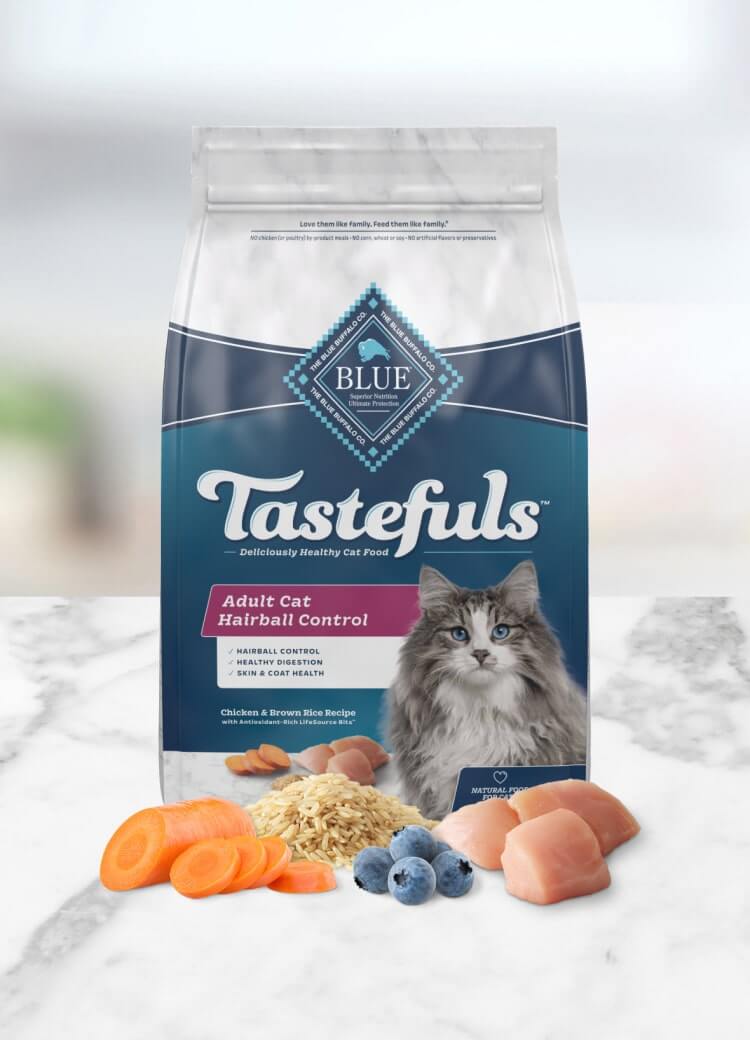 Love them like family. Feed them like family.®
NO chicken (or poultry) by-product meals • NO corn, wheat or soy • NO artificial flavors or preservatives
THE BLUE BUFFALO CO.
THE BLUE BUFFALO CO.
BLUE
Superior Nutrition
Ultimate Protection
THE BLUE BUFFALO CO.
THE BLUE BUFFALO CO.
Tastefuls™
Deliciously Healthy Cat Food
Adult Cat
Hairball Control
✓ HAIRBALL CONTROL
✓ HEALTHY DIGESTION
✓ SKIN & COAT HEALTH
Chicken & Brown Rice Recipe
with Antioxidant-Rich LifeSource Bits™
NATURAL FOOD
FOR